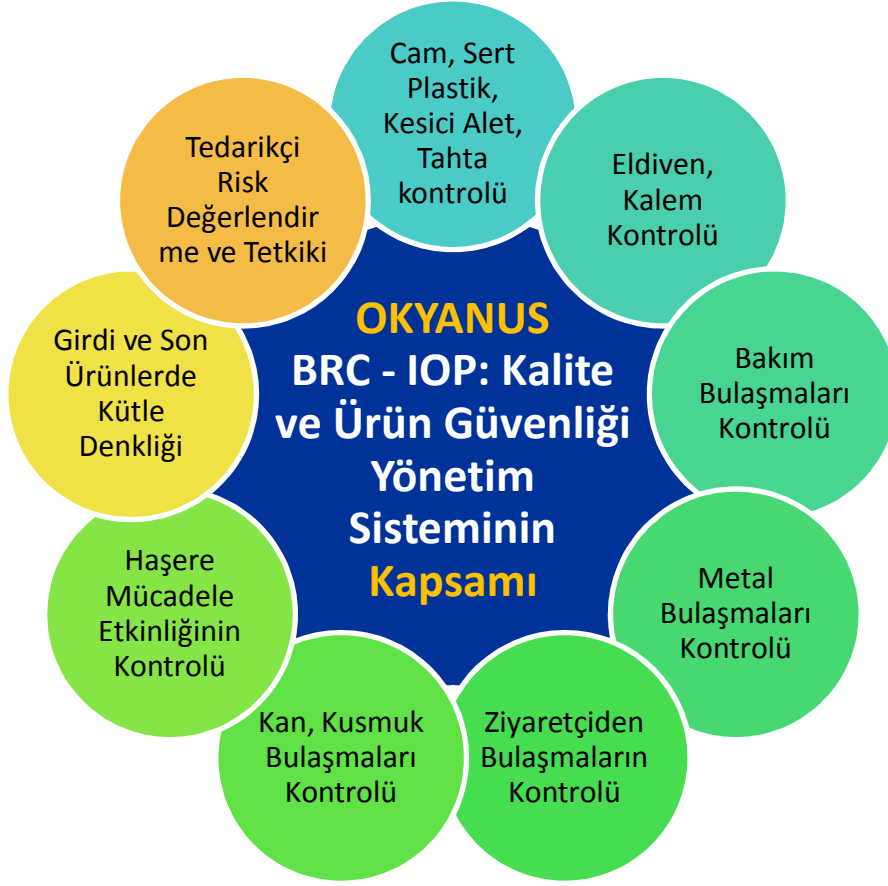 Cam, Sert
Plastik,
Kesici Alet,
Tahta
kontrolü
Eldiven,
Kalem
Kontrolü
Bakım
Bulaşmaları
Kontrolü
Metal
Bulaşmaları
Kontrolü
Ziyaretçiden
Bulaşmaların
Kontrolü
Kan, Kusmuk
Bulaşmaları
Kontrolü
Haşere
Mücadele
Etkinliğinin
Kontrolü
Girdi ve Son
Ürünlerde
Kütle
Denkliği
Tedarikçi
Risk
Değerlendir
me ve Tetkiki
OKYANUS
BRC - IOP: Kalite
ve Ürün Güvenliği
Yönetim
Sisteminin
Kapsamı